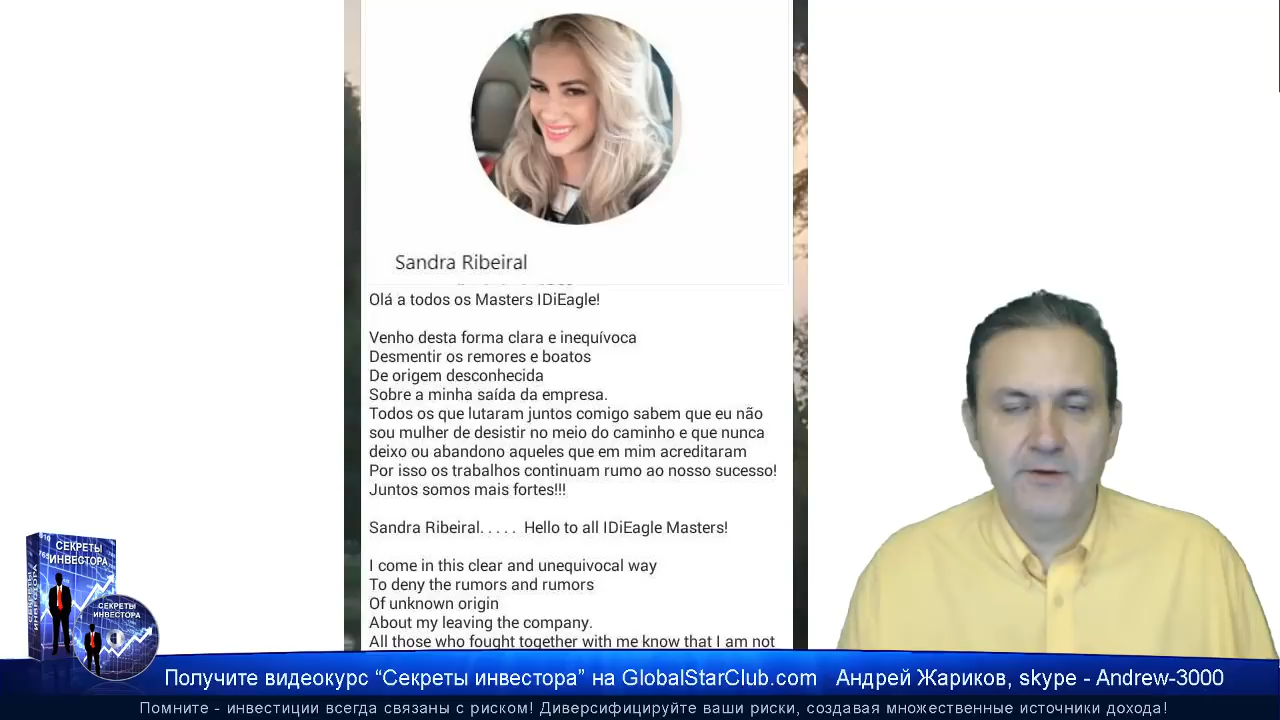 Sandra Ribeiral
Olá a todos os Masters IDiEagle!
Venho desta forma clara e inequívoca
Desmentir os remores e boatos
De origem desconhecida
Sobre a minha saída da empresa.
Todos os que lutaram juntos comigo sabem que eu não
sou mulher de desistir no meio do caminho e que nunca
deixo ou abandono aqueles que em mim acreditaram
Por isso os trabalhos continuam rumo ao nosso sucesso!
Juntos somos mais fortes!!!
Sandra Ribeiral. . . . . Hello to all IDiEagle Masters!
I come in this clear and unequivocal way
To deny the rumors and rumors
Of unknown origin
About my leaving the company.
All those who fought together with me know that I am not
СЕКРЕТЫ
ИНВЕСТОРА
СЕКРЕТЫ
ИНВЕСТОРА
Получите видеокурс “Секреты инвестора” на GlobalStarClub.com Андрей Жариков, skype - Andrew-3000
Помните - инвестиции всегда связаны с риском! Диверсифицируйте ваши риски, создавая множественные источники дохода!